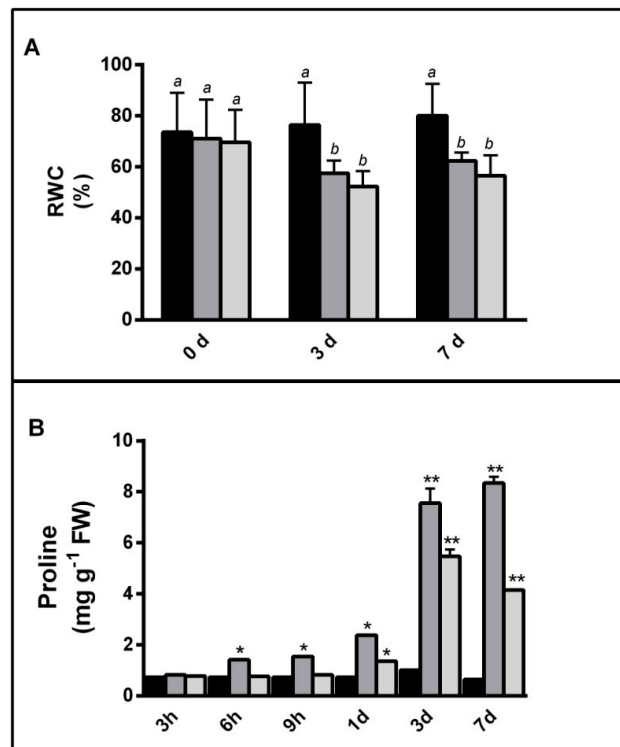 A
100
a
a
a
a
a
80
b
b
b
b
60
RWC
(%)
40
20
0
0 d
3 d
7 d
B
10
**
**
8
**
6
Proline
(mg g⁻¹ FW)
**
4
*
2
*
*
*
0
3h
6h
9h
1d
3d
7d